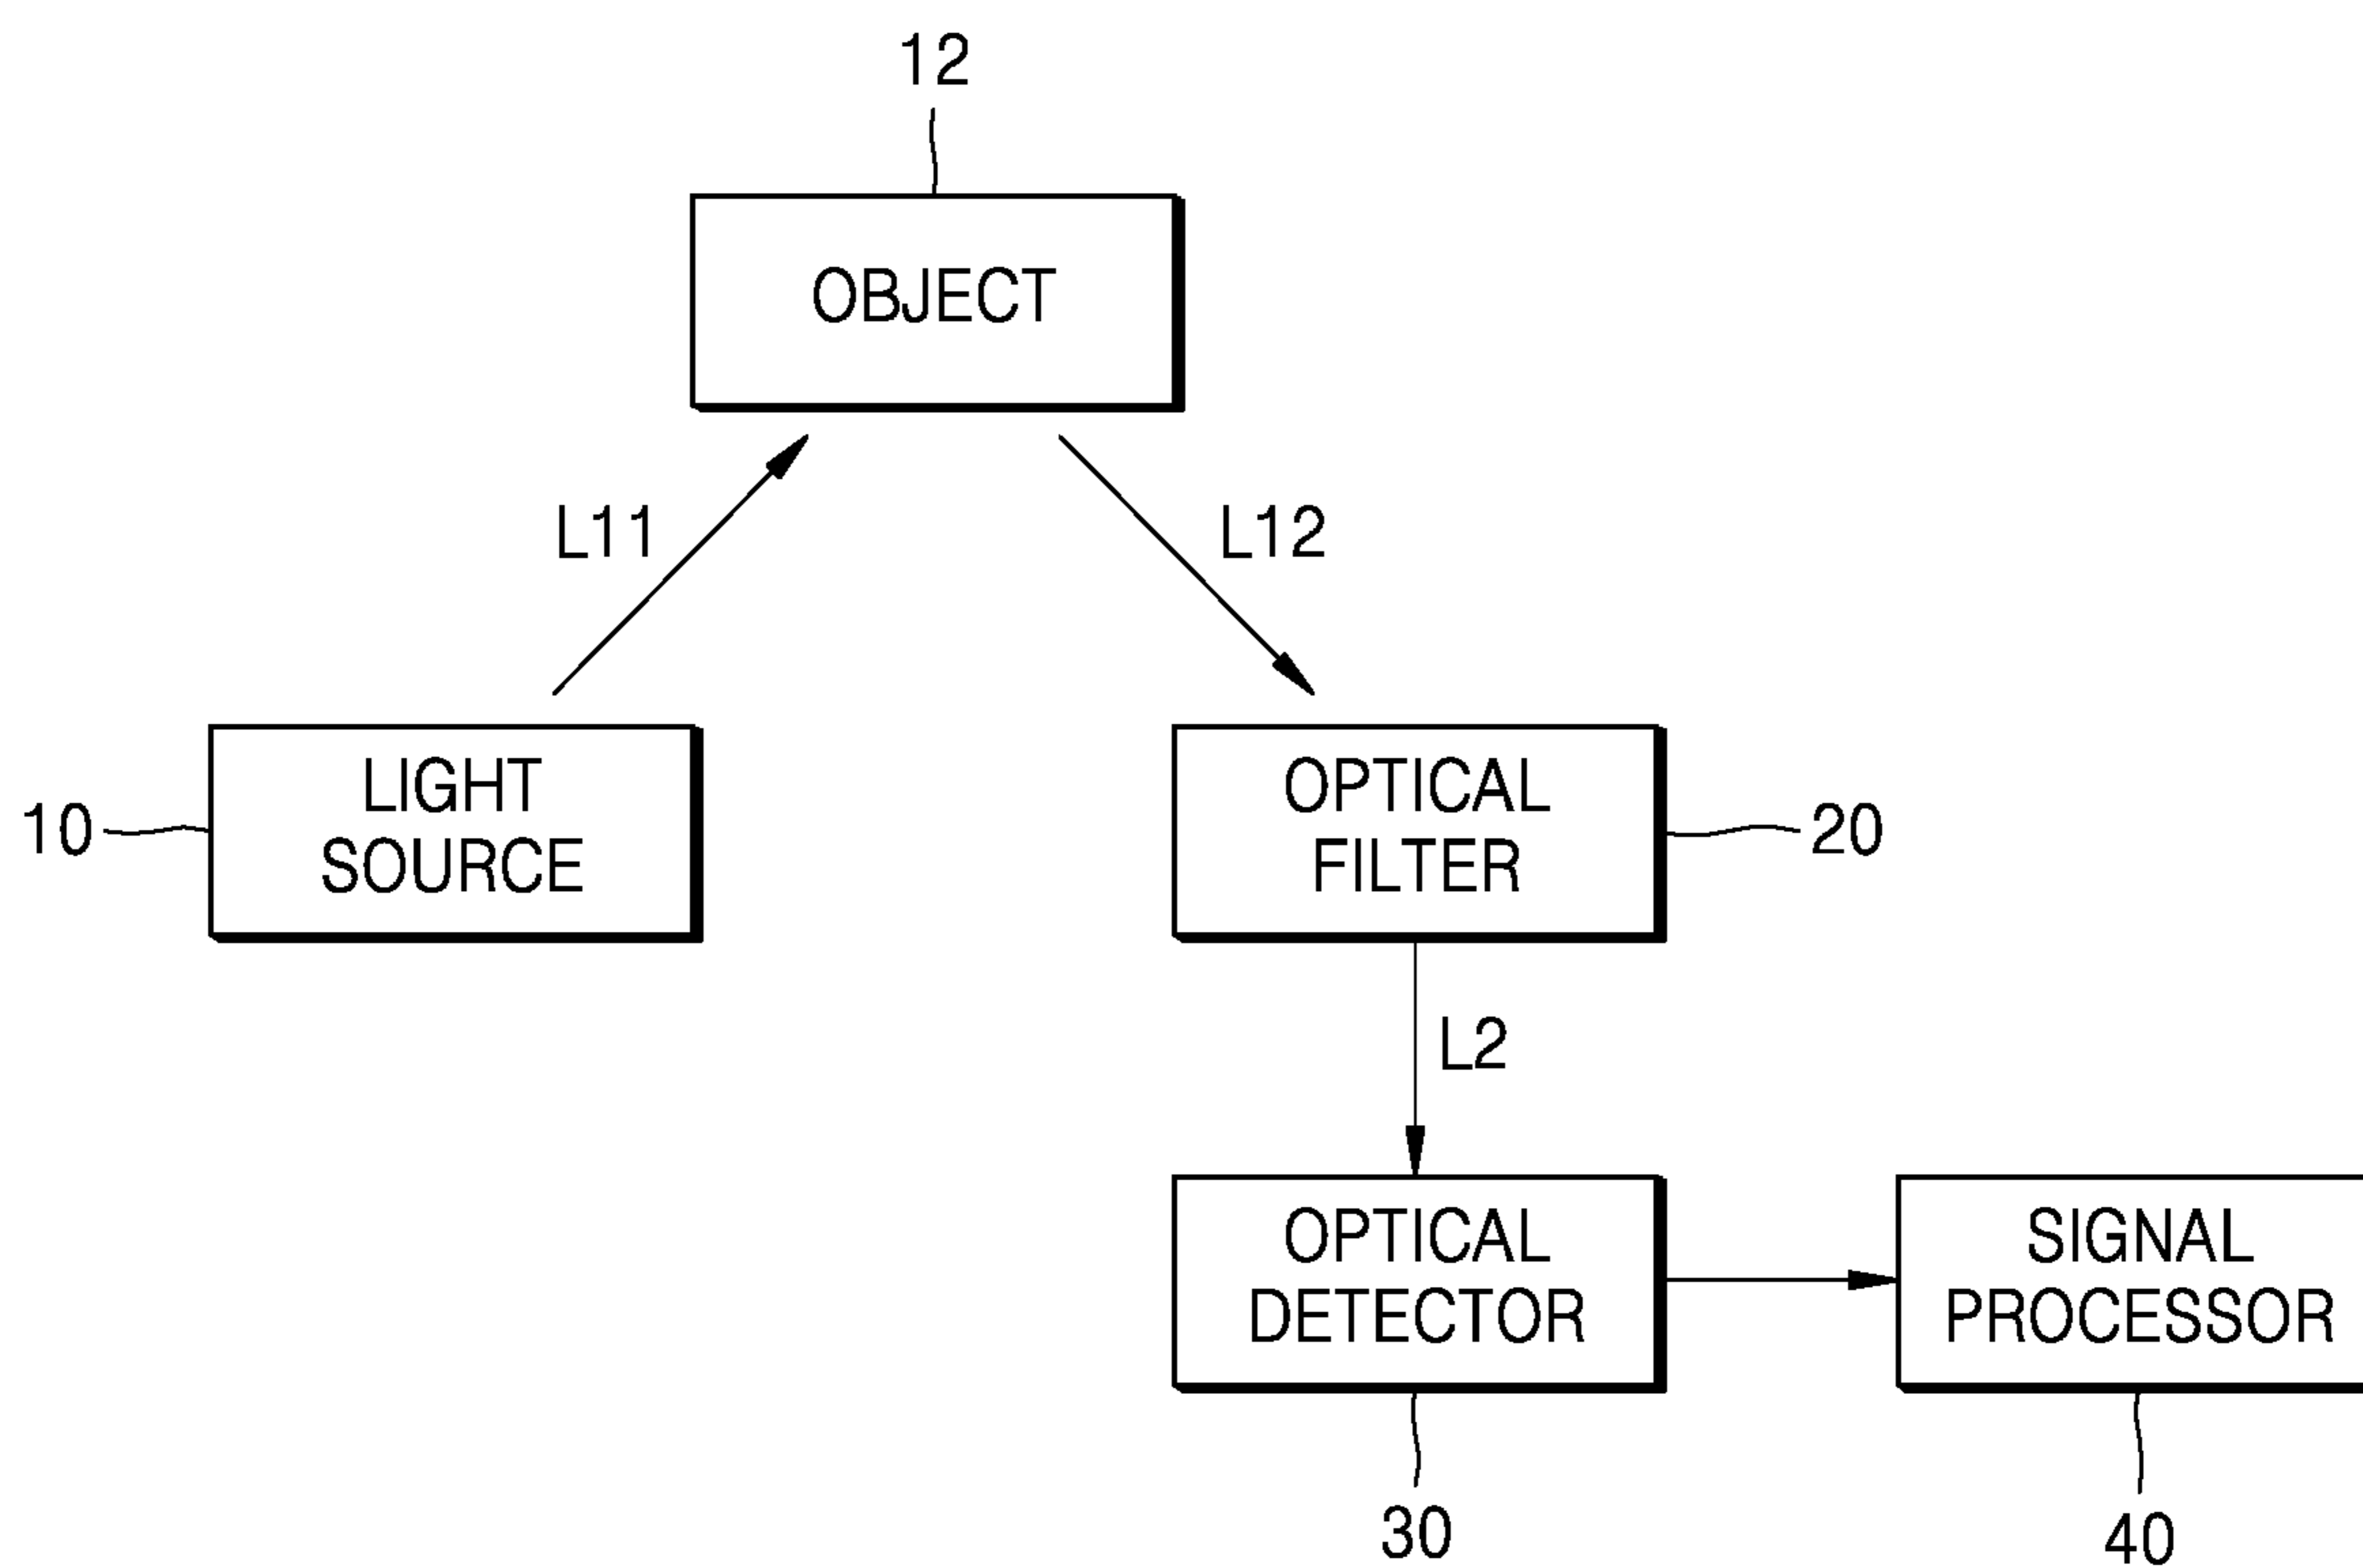 12
OBJECT
L11
L12
LIGHT
SOURCE
10
OPTICAL
FILTER
20
L2
OPTICAL
DETECTOR
SIGNAL
PROCESSOR
30
40